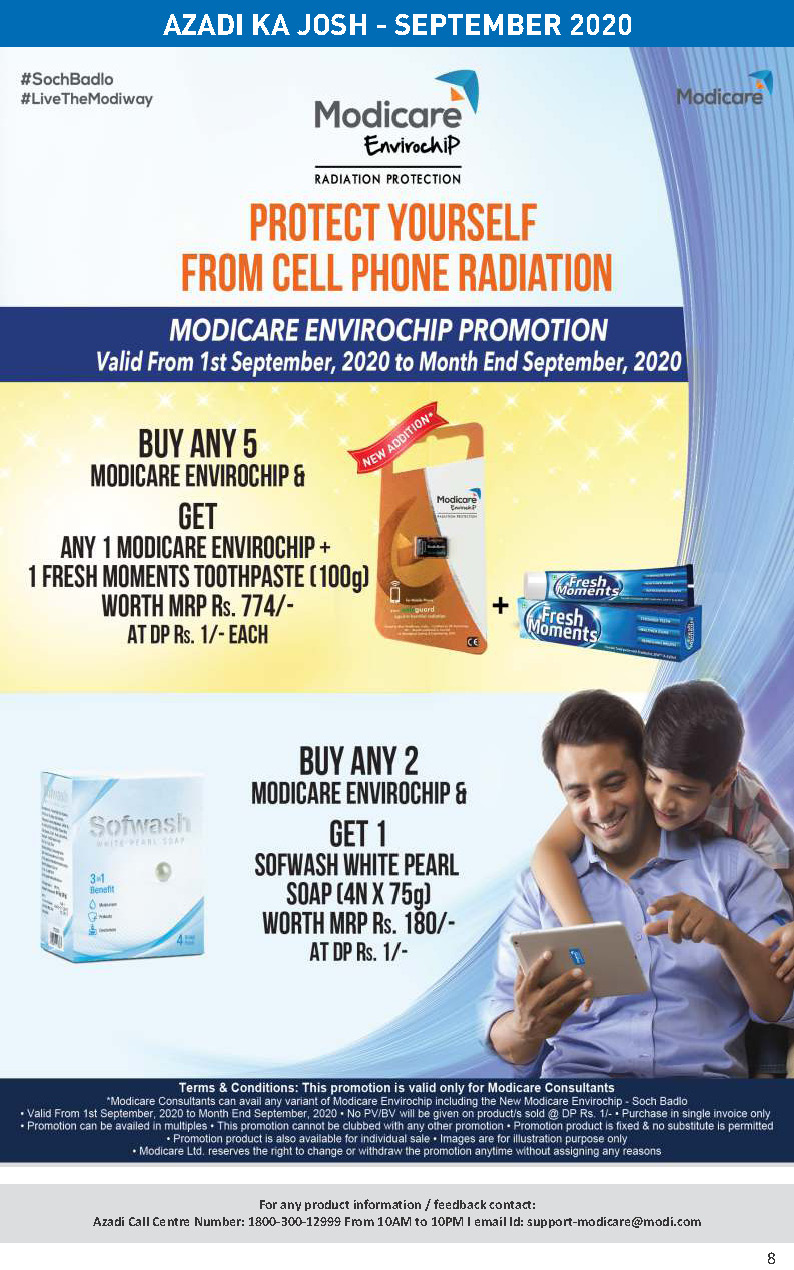 AZADI KA JOSH - SEPTEMBER 2020
#SochBadlo
#LiveTheModiway
Modicare
Envirochip
RADIATION PROTECTION
Modicare
PROTECT YOURSELF
FROM CELL PHONE RADIATION
MODICARE ENVIROCHIP PROMOTION
Valid From 1st September, 2020 to Month End September, 2020
BUY ANY 5
MODICARE ENVIROCHIP &
GET
ANY 1 MODICARE ENVIROCHIP +
1 FRESH MOMENTS TOOTHPASTE (100g)
WORTH MRP Rs. 774/-
AT DP Rs. 1/- EACH
NEW ADDITION*
Modicare
Envirochip
RADIATION PROTECTION
for Mobile Phone
guard
CE
+
Fresh
Moments
Fresh
Moments
BUY ANY 2
MODICARE ENVIROCHIP &
GET 1
SOFWASH WHITE PEARL
SOAP (4N X 75g)
WORTH MRP Rs. 180/-
AT DP Rs. 1/-
Sofwash
WHITE PEARL SOAP
3in1
Benefit
4
Terms & Conditions: This promotion is valid only for Modicare Consultants
*Modicare Consultants can avail any variant of Modicare Envirochip including the New Modicare Envirochip - Soch Badlo
• Valid From 1st September, 2020 to Month End September, 2020 • No PV/BV will be given on product/s sold @ DP Rs. 1/- • Purchase in single invoice only
• Promotion can be availed in multiples • This promotion cannot be clubbed with any other promotion • Promotion product is fixed & no substitute is permitted
• Promotion product is also available for individual sale • Images are for illustration purpose only
• Modicare Ltd. reserves the right to change or withdraw the promotion anytime without assigning any reasons
For any product information / feedback contact:
Azadi Call Centre Number: 1800-300-12999 From 10AM to 10PM I email Id: support-modicare@modi.com
8